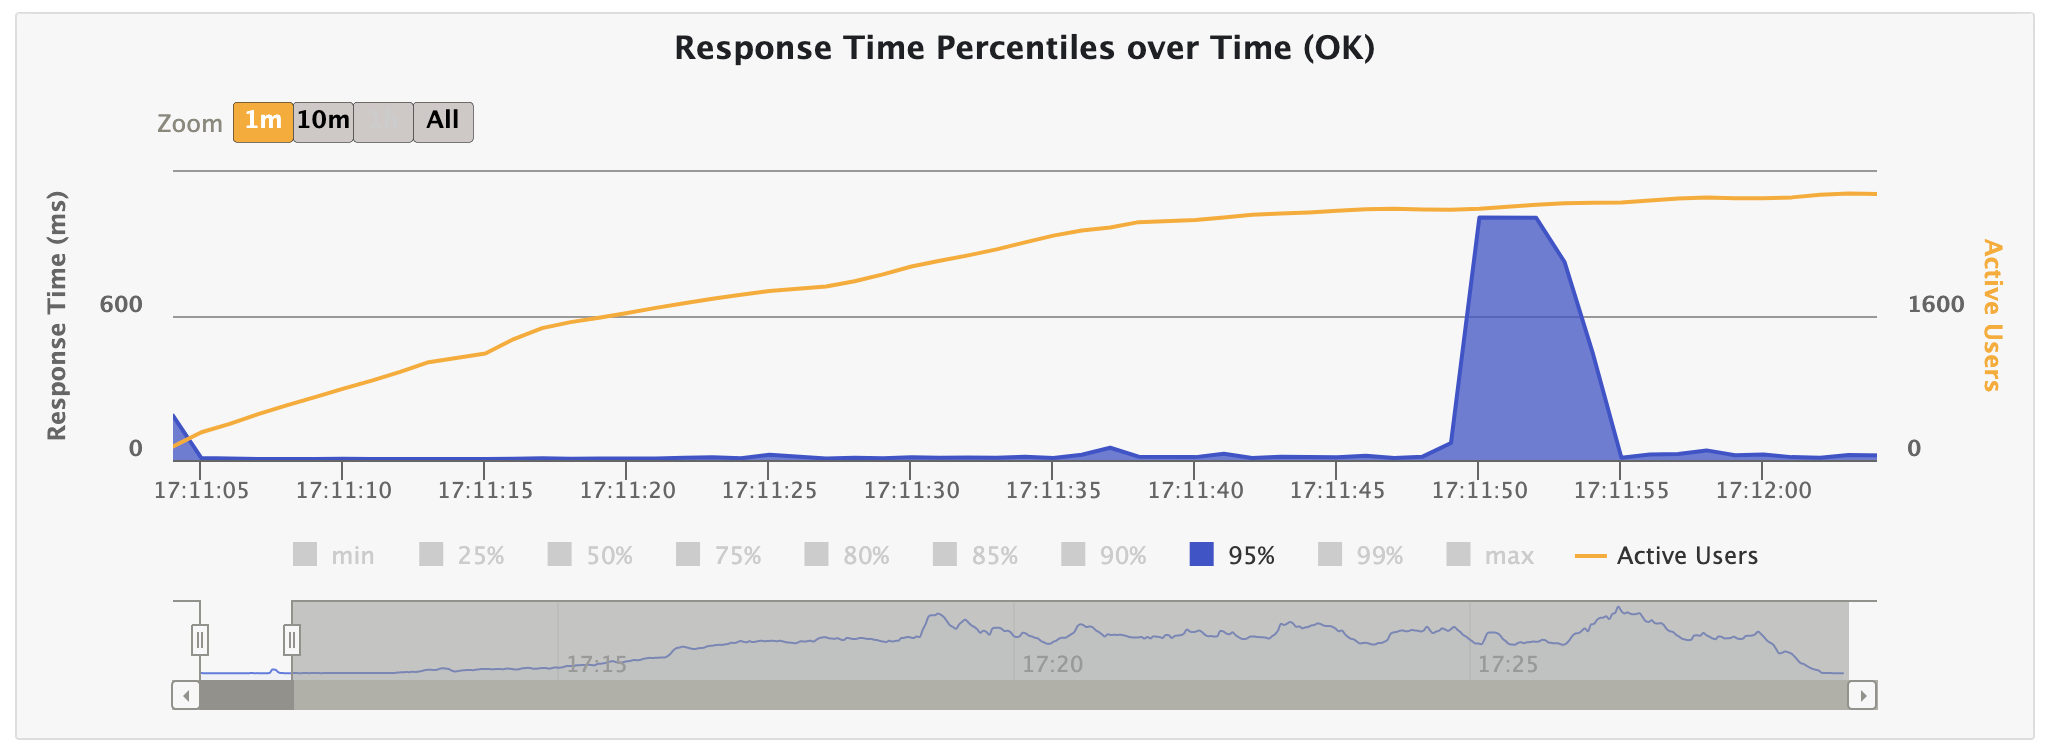 Response Time Percentiles over Time (OK)
Zoom 1m 10m 1h All
Response Time (ms)
600
0
1600
0
Active Users
17:11:05 17:11:10 17:11:15 17:11:20 17:11:25 17:11:30 17:11:35 17:11:40 17:11:45 17:11:50 17:11:55 17:12:00
min 25% 50% 75% 80% 85% 90% 95% 99% max Active Users
17:15 17:20 17:25